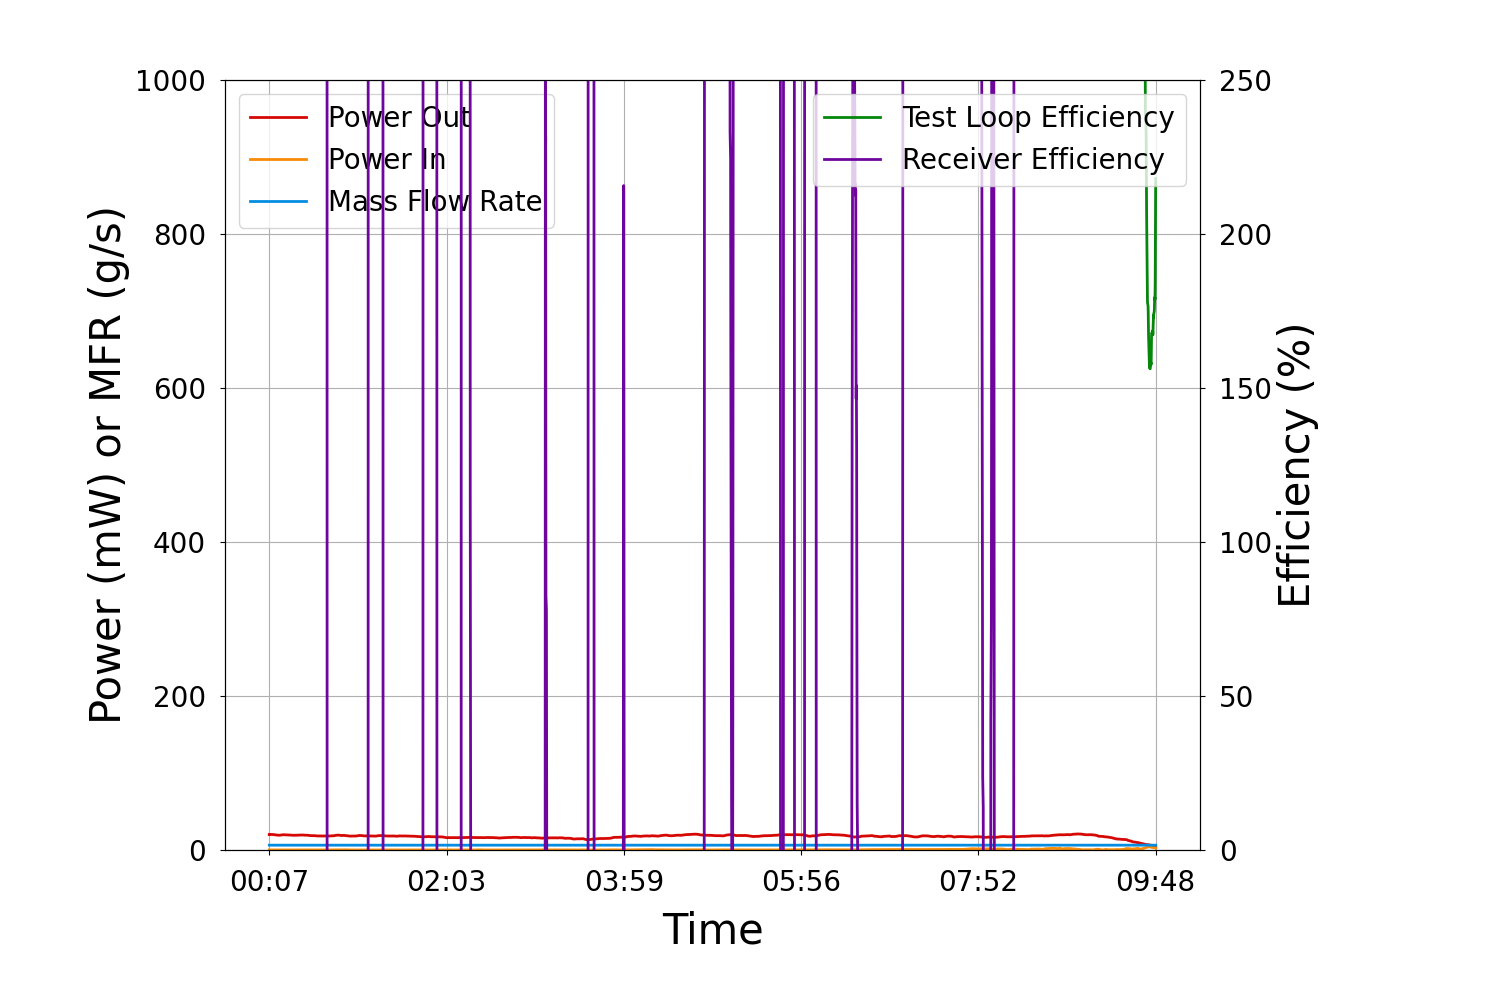 1000
800
600
400
200
0
Power (mW) or MFR (g/s)
Power Out
Power In
Mass Flow Rate
Test Loop Efficiency
Receiver Efficiency
250
200
150
100
50
0
Efficiency (%)
00:07 02:03 03:59 05:56 07:52 09:48
Time